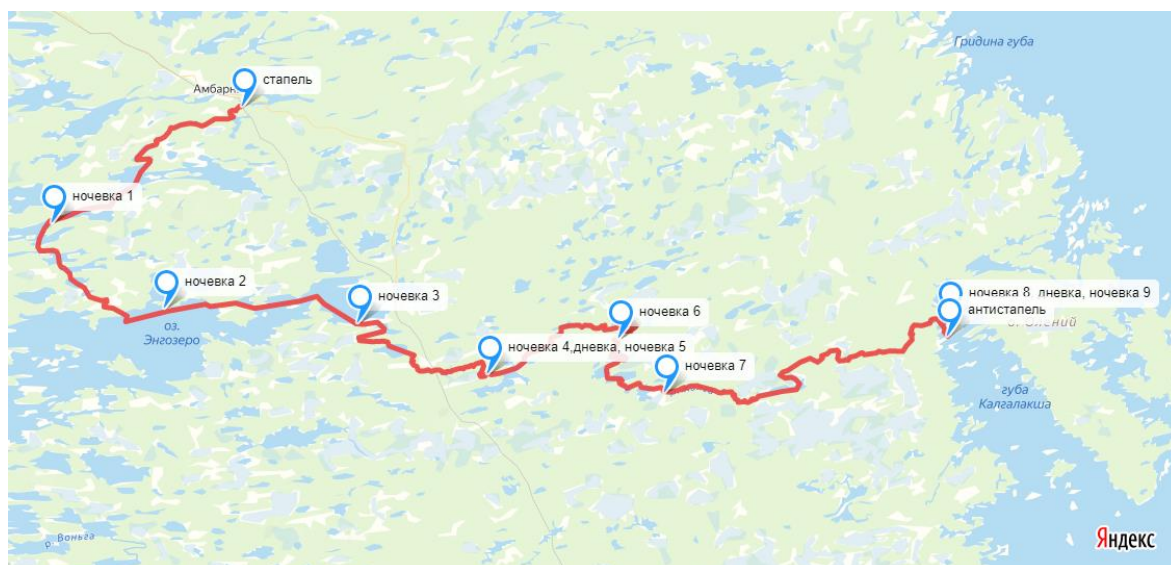 Гридина губа
стапель
Амбарн
ночевка 1
ночевка 2
ночевка 3
ночевка 8, дневка, ночевка 9
антистапель
ночевка 6
оз.
Энгозеро
ночевка 4,дневка, ночевка 5
ночевка 7
губа
Калгалакша
р. Воньга
Яндекс